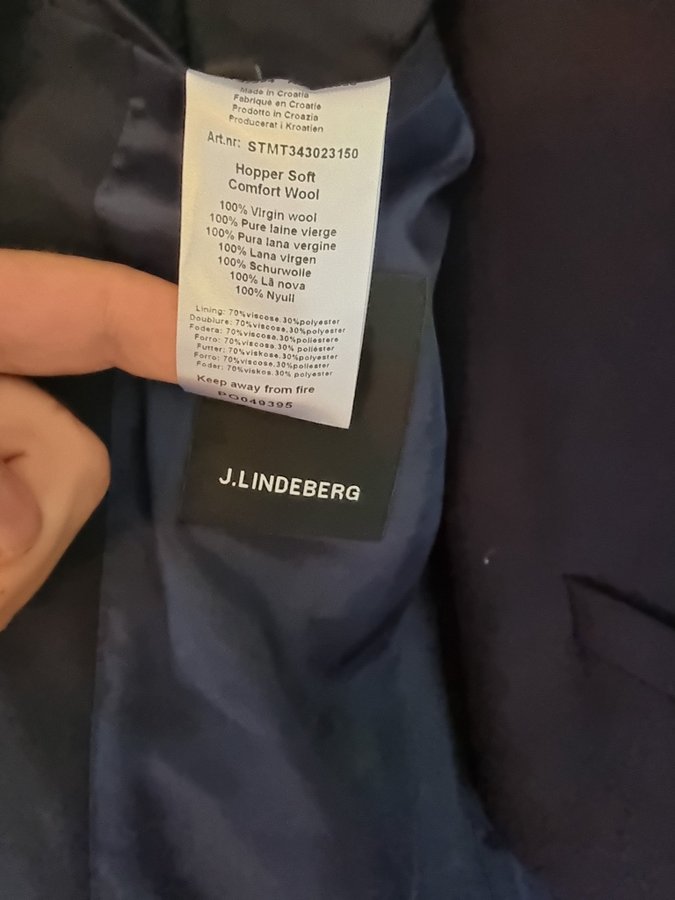 Made in Croatia
Fabriqué en Croatie
Prodotto in Croazia
Producerat i Kroatien
Art.nr: STMT343023150
Hopper Soft
Comfort Wool
100% Virgin wool
100% Pure laine vierge
100% Pura lana vergine
100% Lana virgen
100% Schurwolle
100% Lã nova
100% Nyull
Lining: 70%viscose.30%polyester
Doublure: 70%viscose.30%polyester
Fodera: 70%viscosa.30%poliestere
Forro: 70%viscosa.30% poliéster
Futter: 70%viskose.30%polyester
Forro: 70%viscosa.30%poliester
Foder: 70%viskos.30% polyester
Keep away from fire
PO049395
J.LINDEBERG